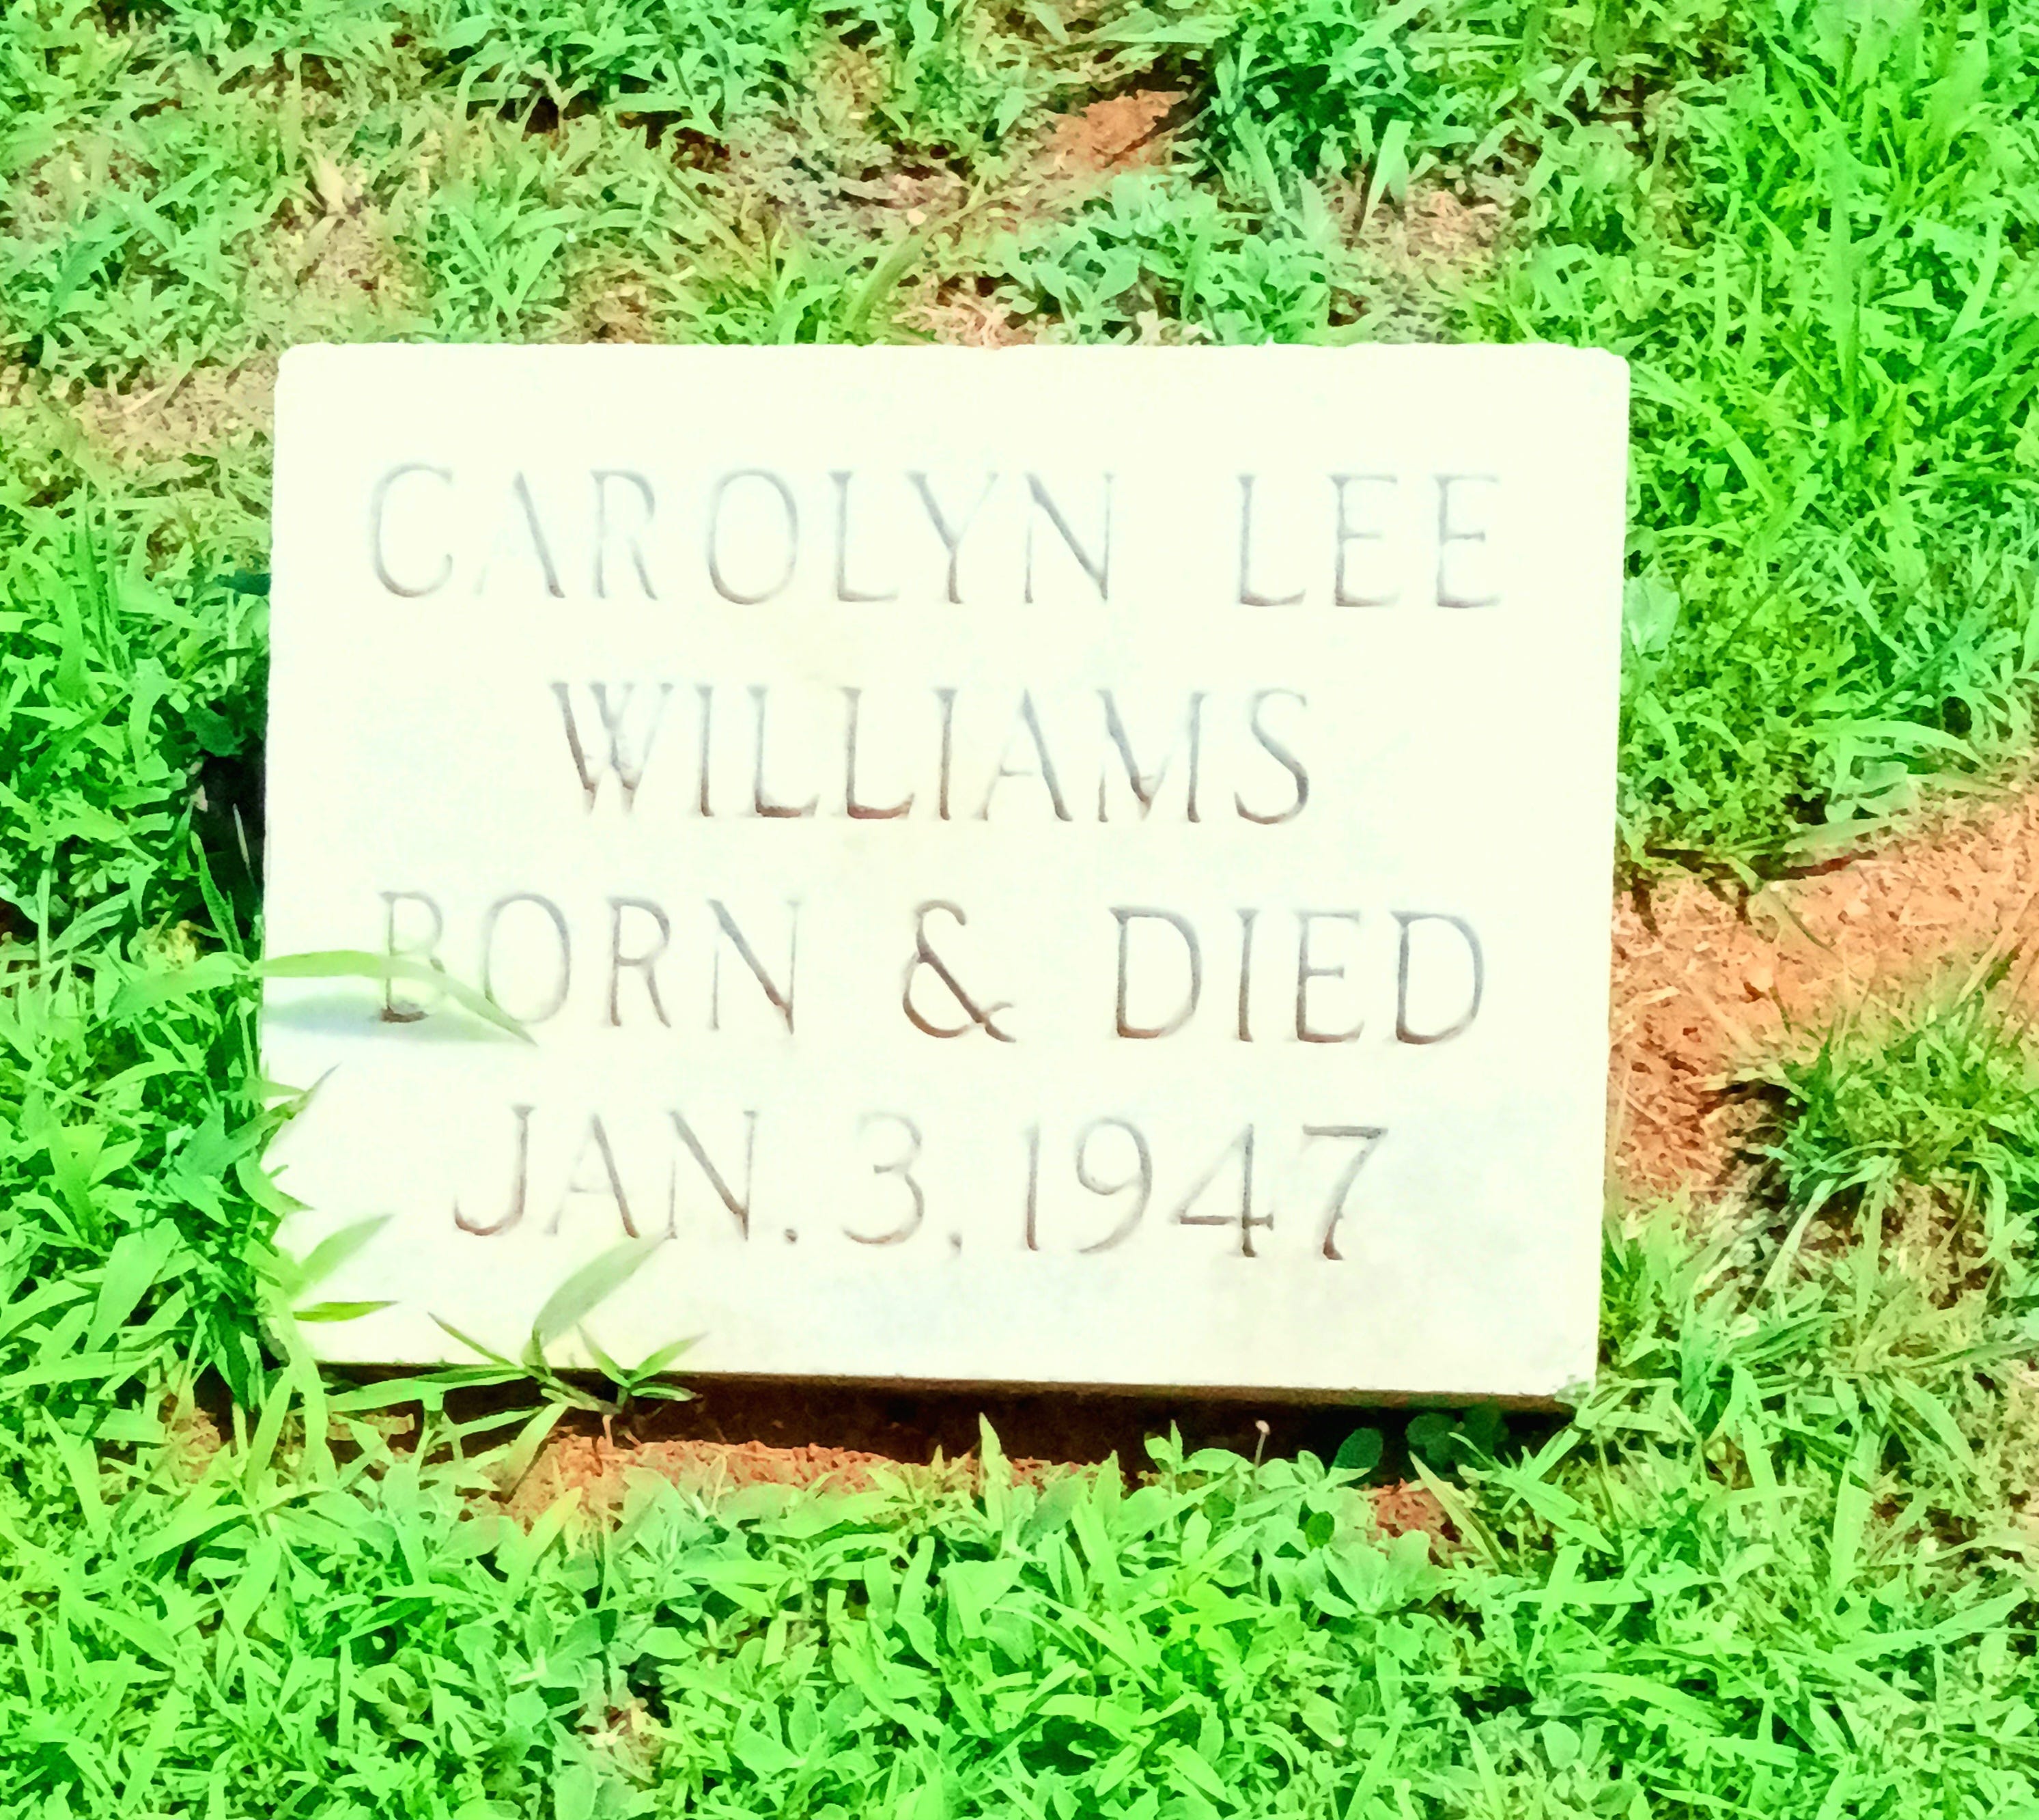 CAROLYN LEE
WILLIAMS
BORN & DIED
JAN. 3, 1947